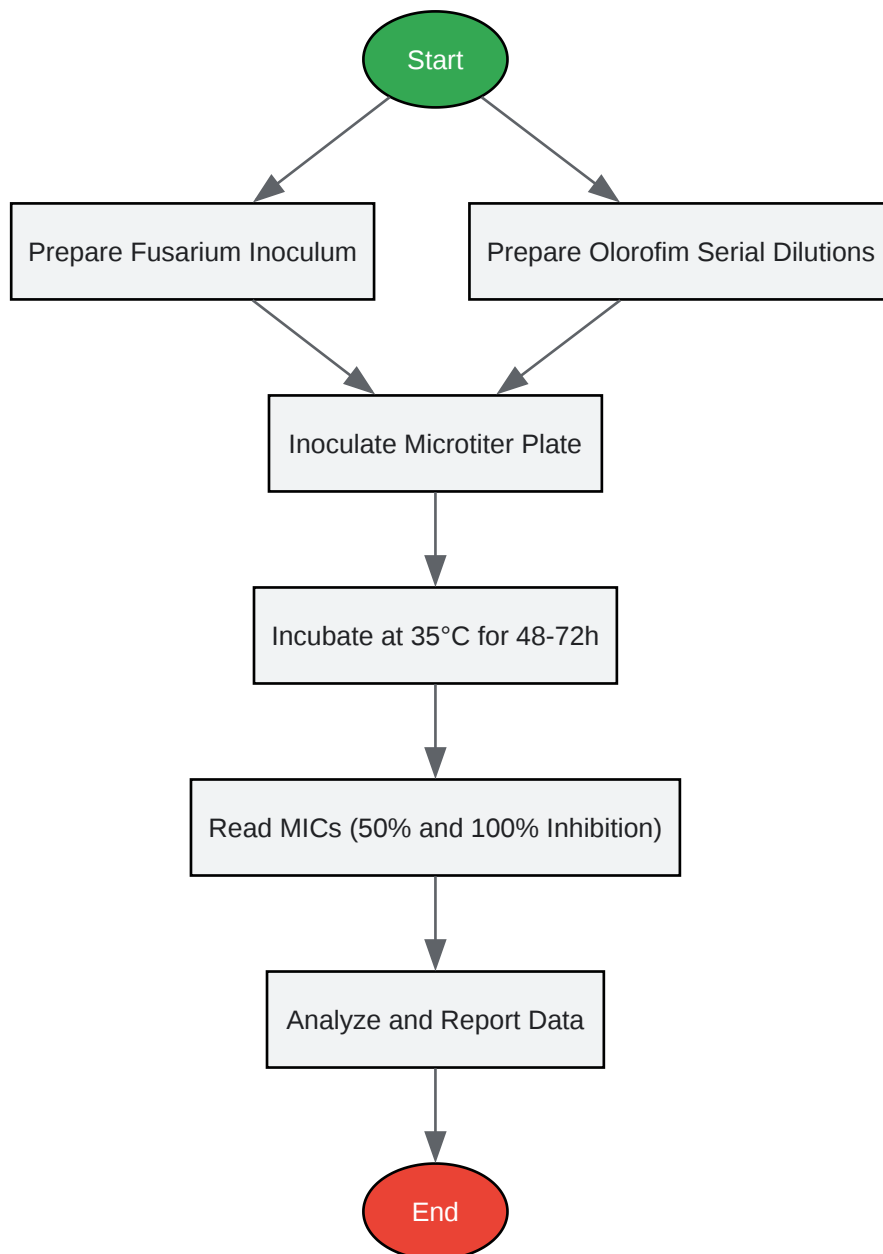 Start
Prepare Fusarium Inoculum
Prepare Olorofim Serial Dilutions
Inoculate Microtiter Plate
Incubate at 35°C for 48-72h
Read MICs (50% and 100% Inhibition)
Analyze and Report Data
End